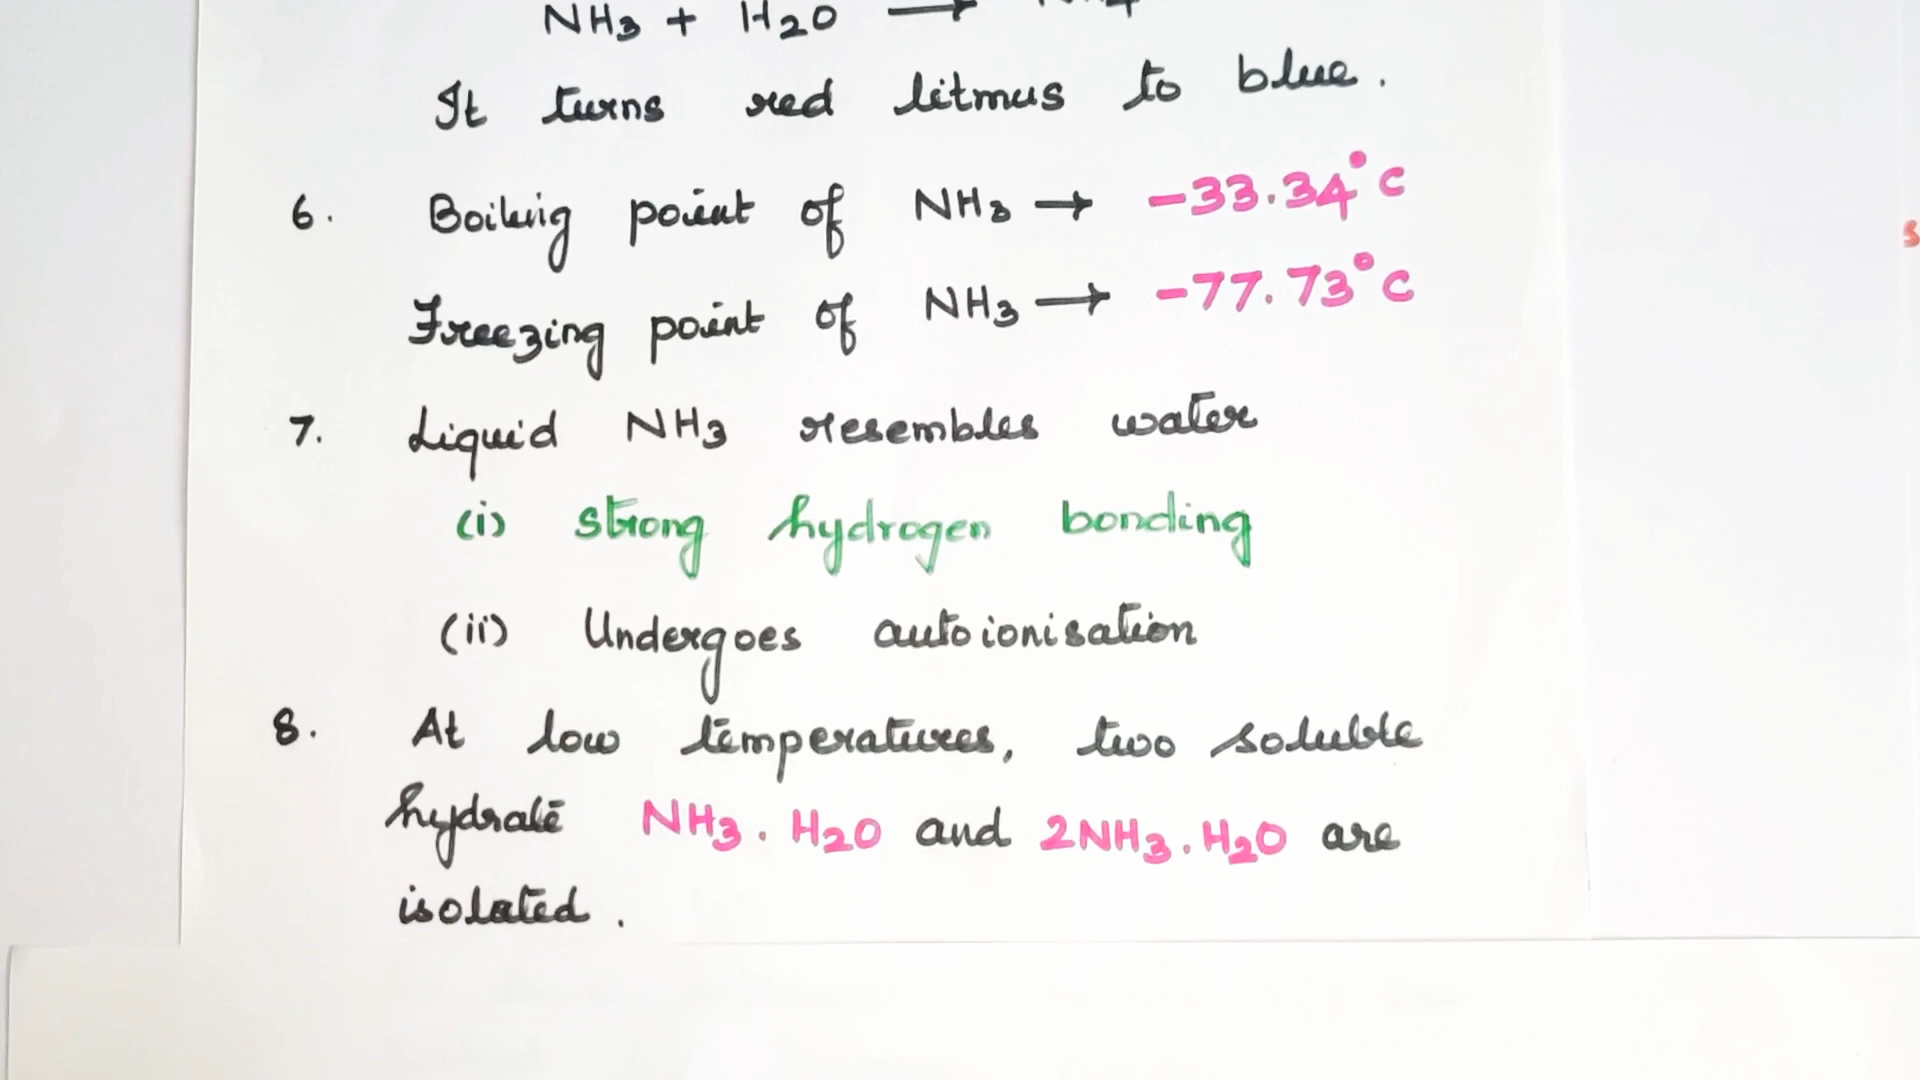 NH3 + H2O →
It turns red litmus to blue.
6. Boiling point of NH3 → -33.34°C
Freezing point of NH3 → -77.73°C
7. Liquid NH3 resembles water
(i) strong hydrogen bonding
(ii) Undergoes autoionisation
8. At low temperatures, two soluble
hydrate NH3 . H2O and 2NH3 . H2O are
isolated.